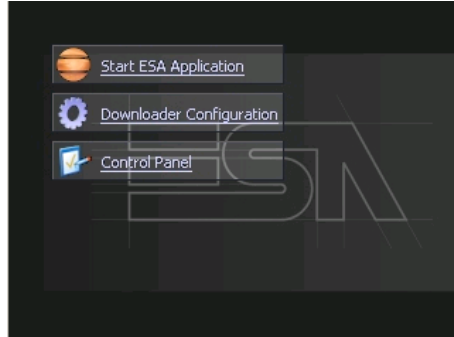 Start ESA Application
Downloader Configuration
Control Panel
ESA